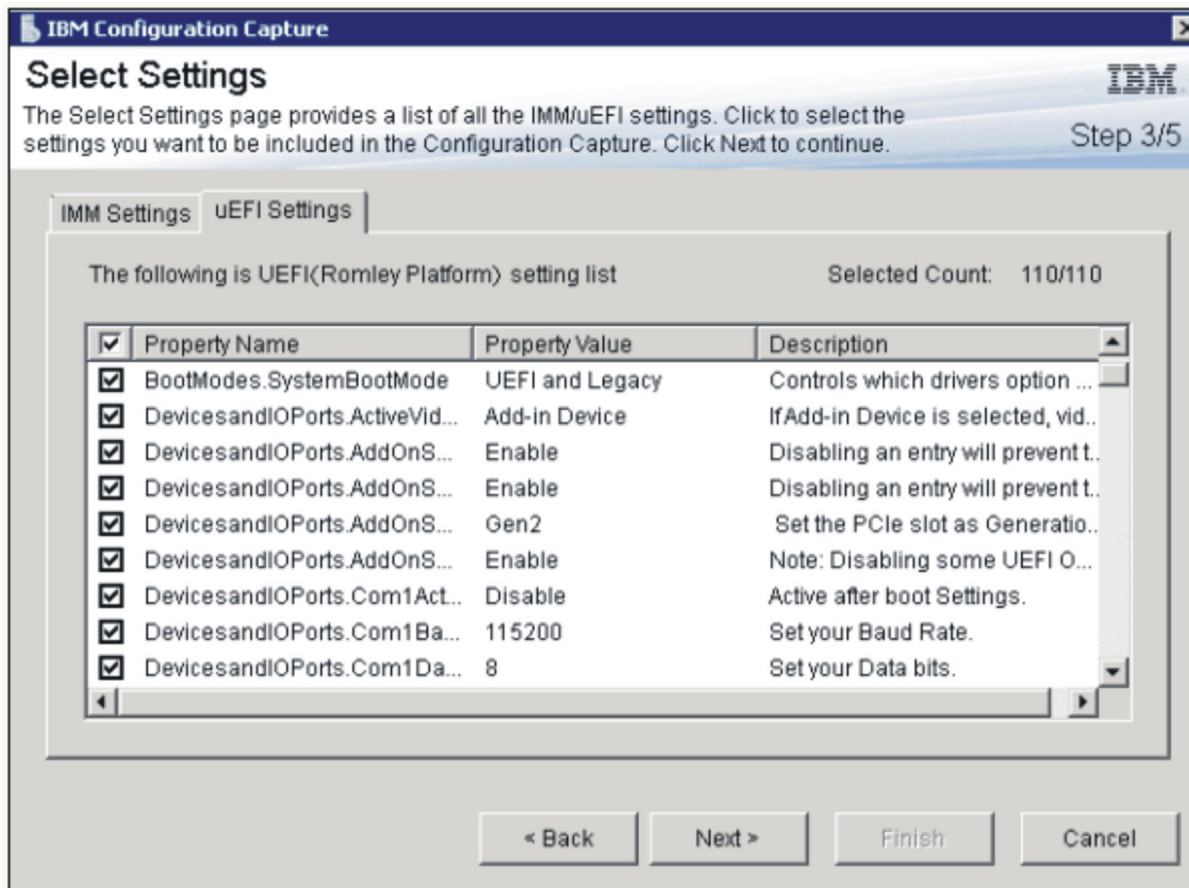 IBM Configuration Capture
Select Settings
IBM
The Select Settings page provides a list of all the IMM/uEFI settings. Click to select the
settings you want to be included in the Configuration Capture. Click Next to continue.
Step 3/5
IMM Settings uEFI Settings
The following is UEFI(Romley Platform) setting list Selected Count: 110/110
Property Name Property Value Description
BootModes.SystemBootMode UEFI and Legacy Controls which drivers option ...
DevicesandIOPorts.ActiveVid... Add-in Device If Add-in Device is selected, vid..
DevicesandIOPorts.AddOnS... Enable Disabling an entry will prevent t..
DevicesandIOPorts.AddOnS... Enable Disabling an entry will prevent t..
DevicesandIOPorts.AddOnS... Gen2 Set the PCIe slot as Generatio..
DevicesandIOPorts.AddOnS... Enable Note: Disabling some UEFI O...
DevicesandIOPorts.Com1Act... Disable Active after boot Settings.
DevicesandIOPorts.Com1Ba... 115200 Set your Baud Rate.
DevicesandIOPorts.Com1Da... 8 Set your Data bits.
< Back Next > Finish Cancel